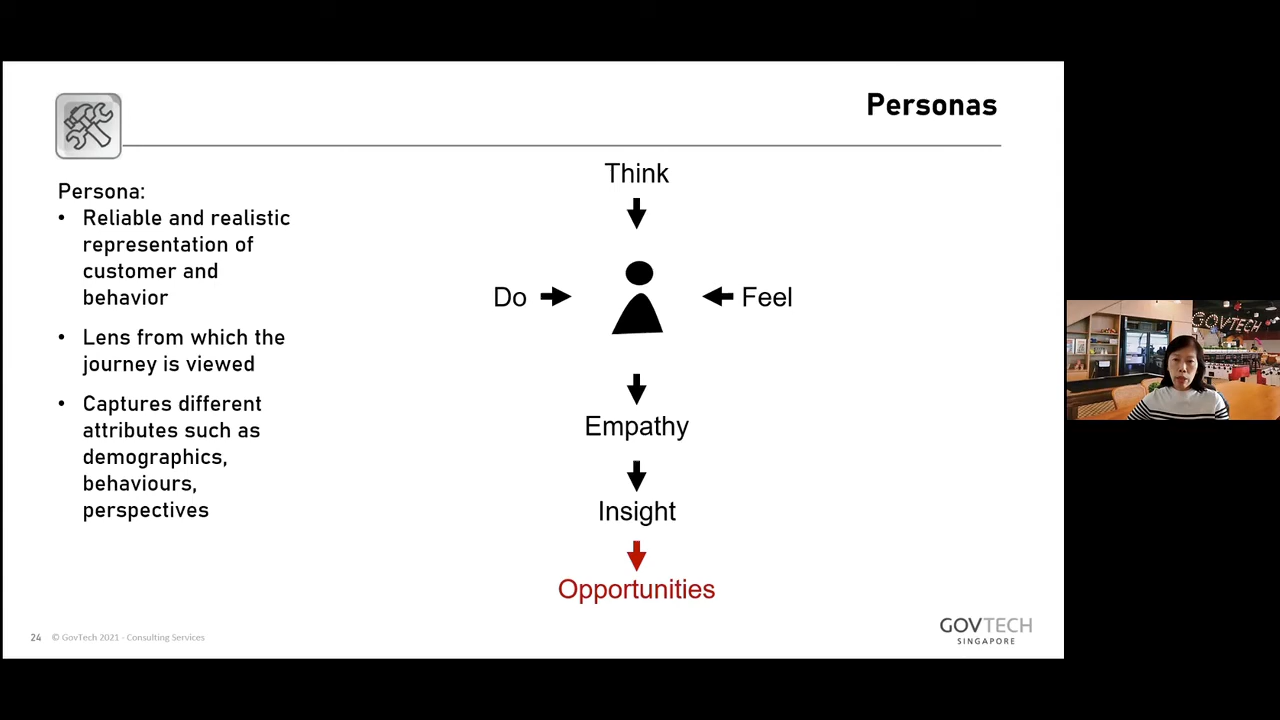 Personas
Persona:
• Reliable and realistic
representation of
customer and
behavior
• Lens from which the
journey is viewed
• Captures different
attributes such as
demographics,
behaviours,
perspectives
Think
Do
Feel
Empathy
Insight
Opportunities
24 © GovTech 2021 - Consulting Services
GOVTECH
SINGAPORE
GOVTECH